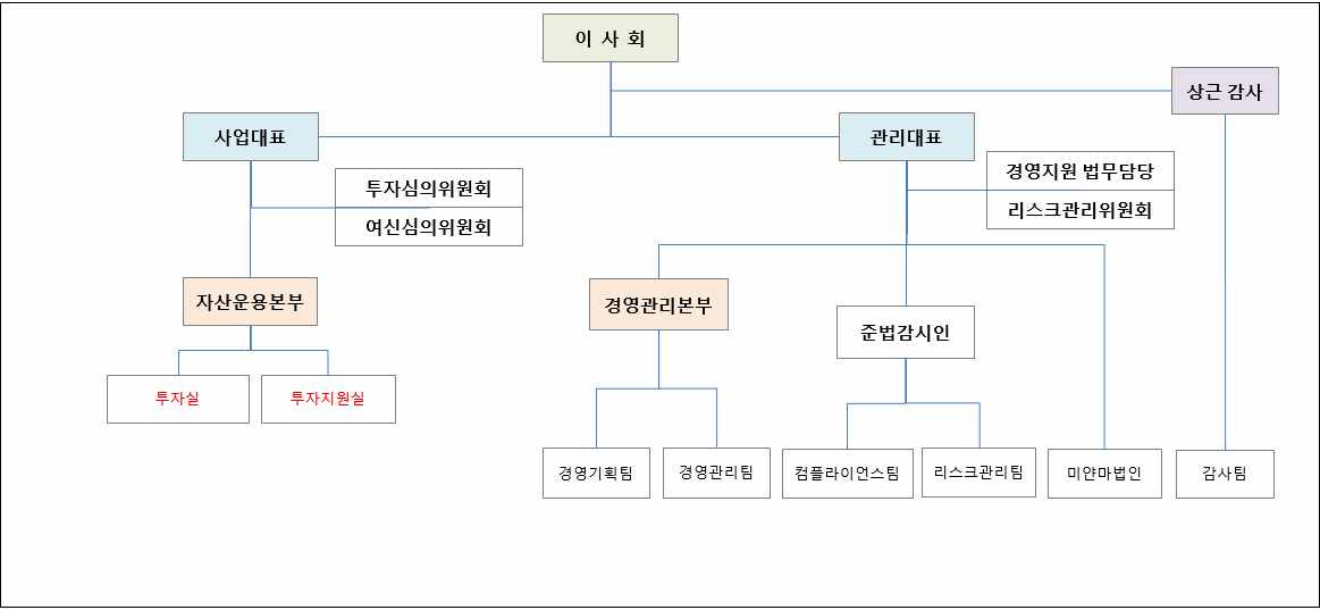 이 사 회
상근 감사
사업대표
관리대표
투자심의위원회
여신심의위원회
경영지원 법무담당
리스크관리위원회
자산운용본부
경영관리본부
준법감시인
투자실
투자지원실
경영기획팀
경영관리팀
컴플라이언스팀
리스크관리팀
미얀마법인
감사팀